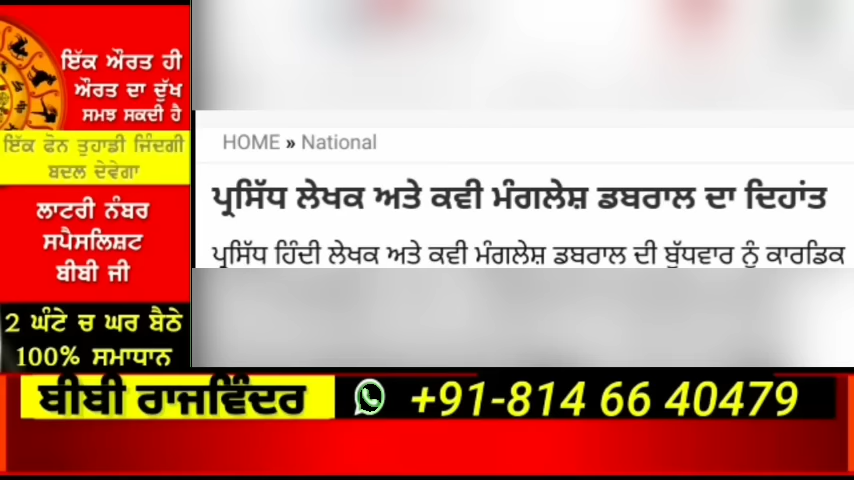 ਇੱਕ ਔਰਤ ਹੀ
ਔਰਤ ਦਾ ਦੁੱਖ
ਸਮਝ ਸਕਦੀ ਹੈ
ਇੱਕ ਫੋਨ ਤੁਹਾਡੀ ਜਿੰਦਗੀ
ਬਦਲ ਦੇਵੇਗਾ
ਲਾਟਰੀ ਨੰਬਰ
ਸਪੈਸਲਿਸ਼ਟ
ਬੀਬੀ ਜੀ
2 ਘੰਟੇ ਚ ਘਰ ਬੈਠੇ
100% ਸਮਾਧਾਨ
HOME » National
ਪ੍ਰਸਿੱਧ ਲੇਖਕ ਅਤੇ ਕਵੀ ਮੰਗਲੇਸ਼ ਡਬਰਾਲ ਦਾ ਦਿਹਾਂਤ
ਪ੍ਰਸਿੱਧ ਹਿੰਦੀ ਲੇਖਕ ਅਤੇ ਕਵੀ ਮੰਗਲੇਸ਼ ਡਬਰਾਲ ਦੀ ਬੁੱਧਵਾਰ ਨੂੰ ਕਾਰਡਿਕ
ਬੀਬੀ ਰਾਜਵਿੰਦਰ +91-814 66 40479